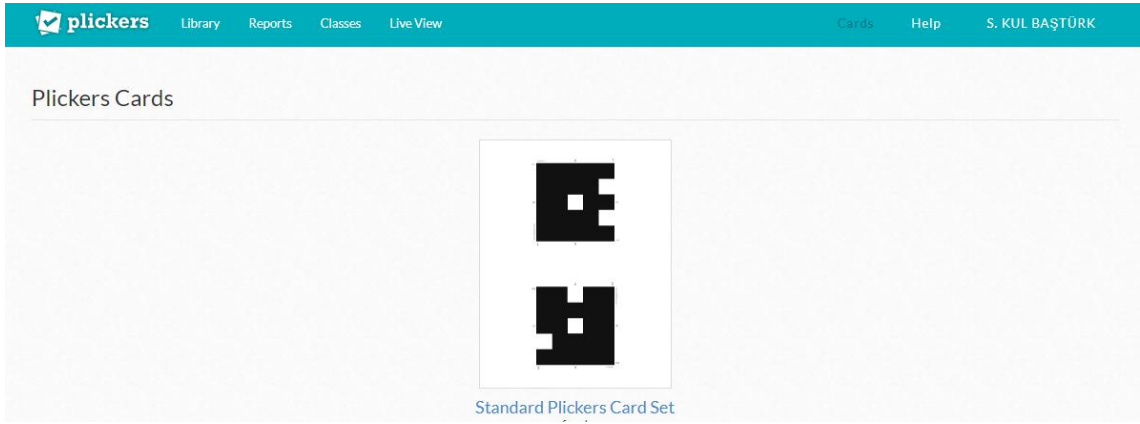 plickers Library Reports Classes Live View Cards Help S. KUL BAŞTÜRK
Plickers Cards
Standard Plickers Card Set